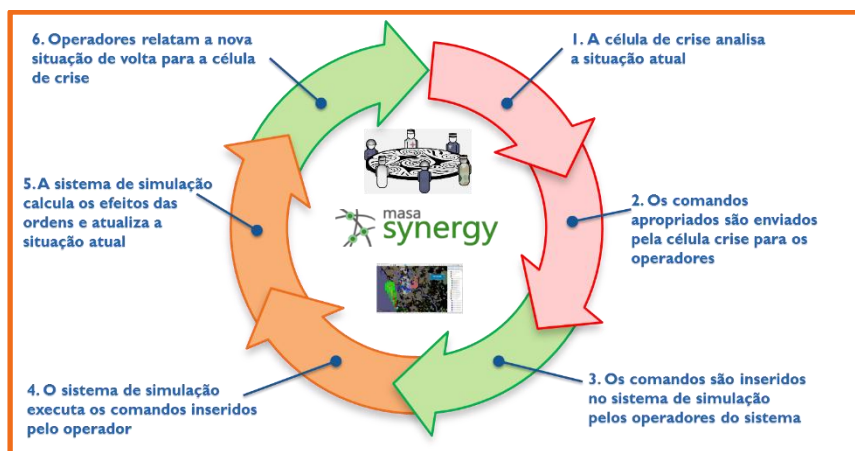 1. A célula de crise analisa
a situação atual
2. Os comandos
apropriados são enviados
pela célula crise para os
operadores
3. Os comandos são inseridos
no sistema de simulação
pelos operadores do sistema
4. O sistema de simulação
executa os comandos inseridos
pelo operador
5. A sistema de simulação
calcula os efeitos das
ordens e atualiza a
situação atual
6. Operadores relatam a nova
situação de volta para a célula
de crise
masa
synergy